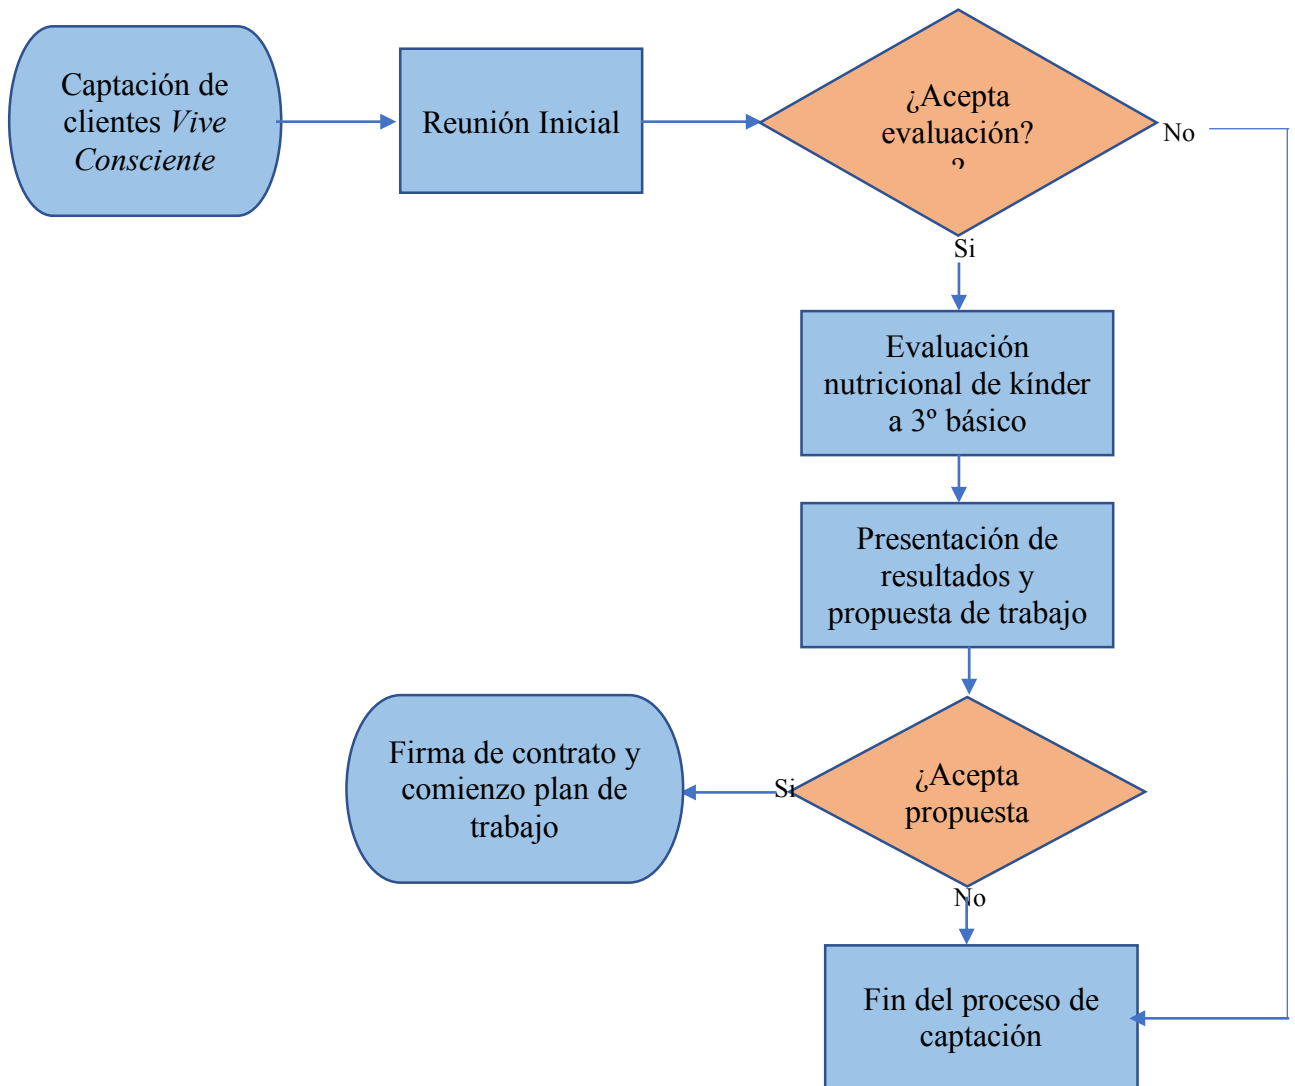 Captación de
clientes Vive
Consciente
Reunión Inicial
¿Acepta
evaluación?
?
No
Si
Evaluación
nutricional de kínder
a 3º básico
Presentación de
resultados y
propuesta de trabajo
¿Acepta
propuesta
Si
Firma de contrato y
comienzo plan de
trabajo
No
Fin del proceso de
captación